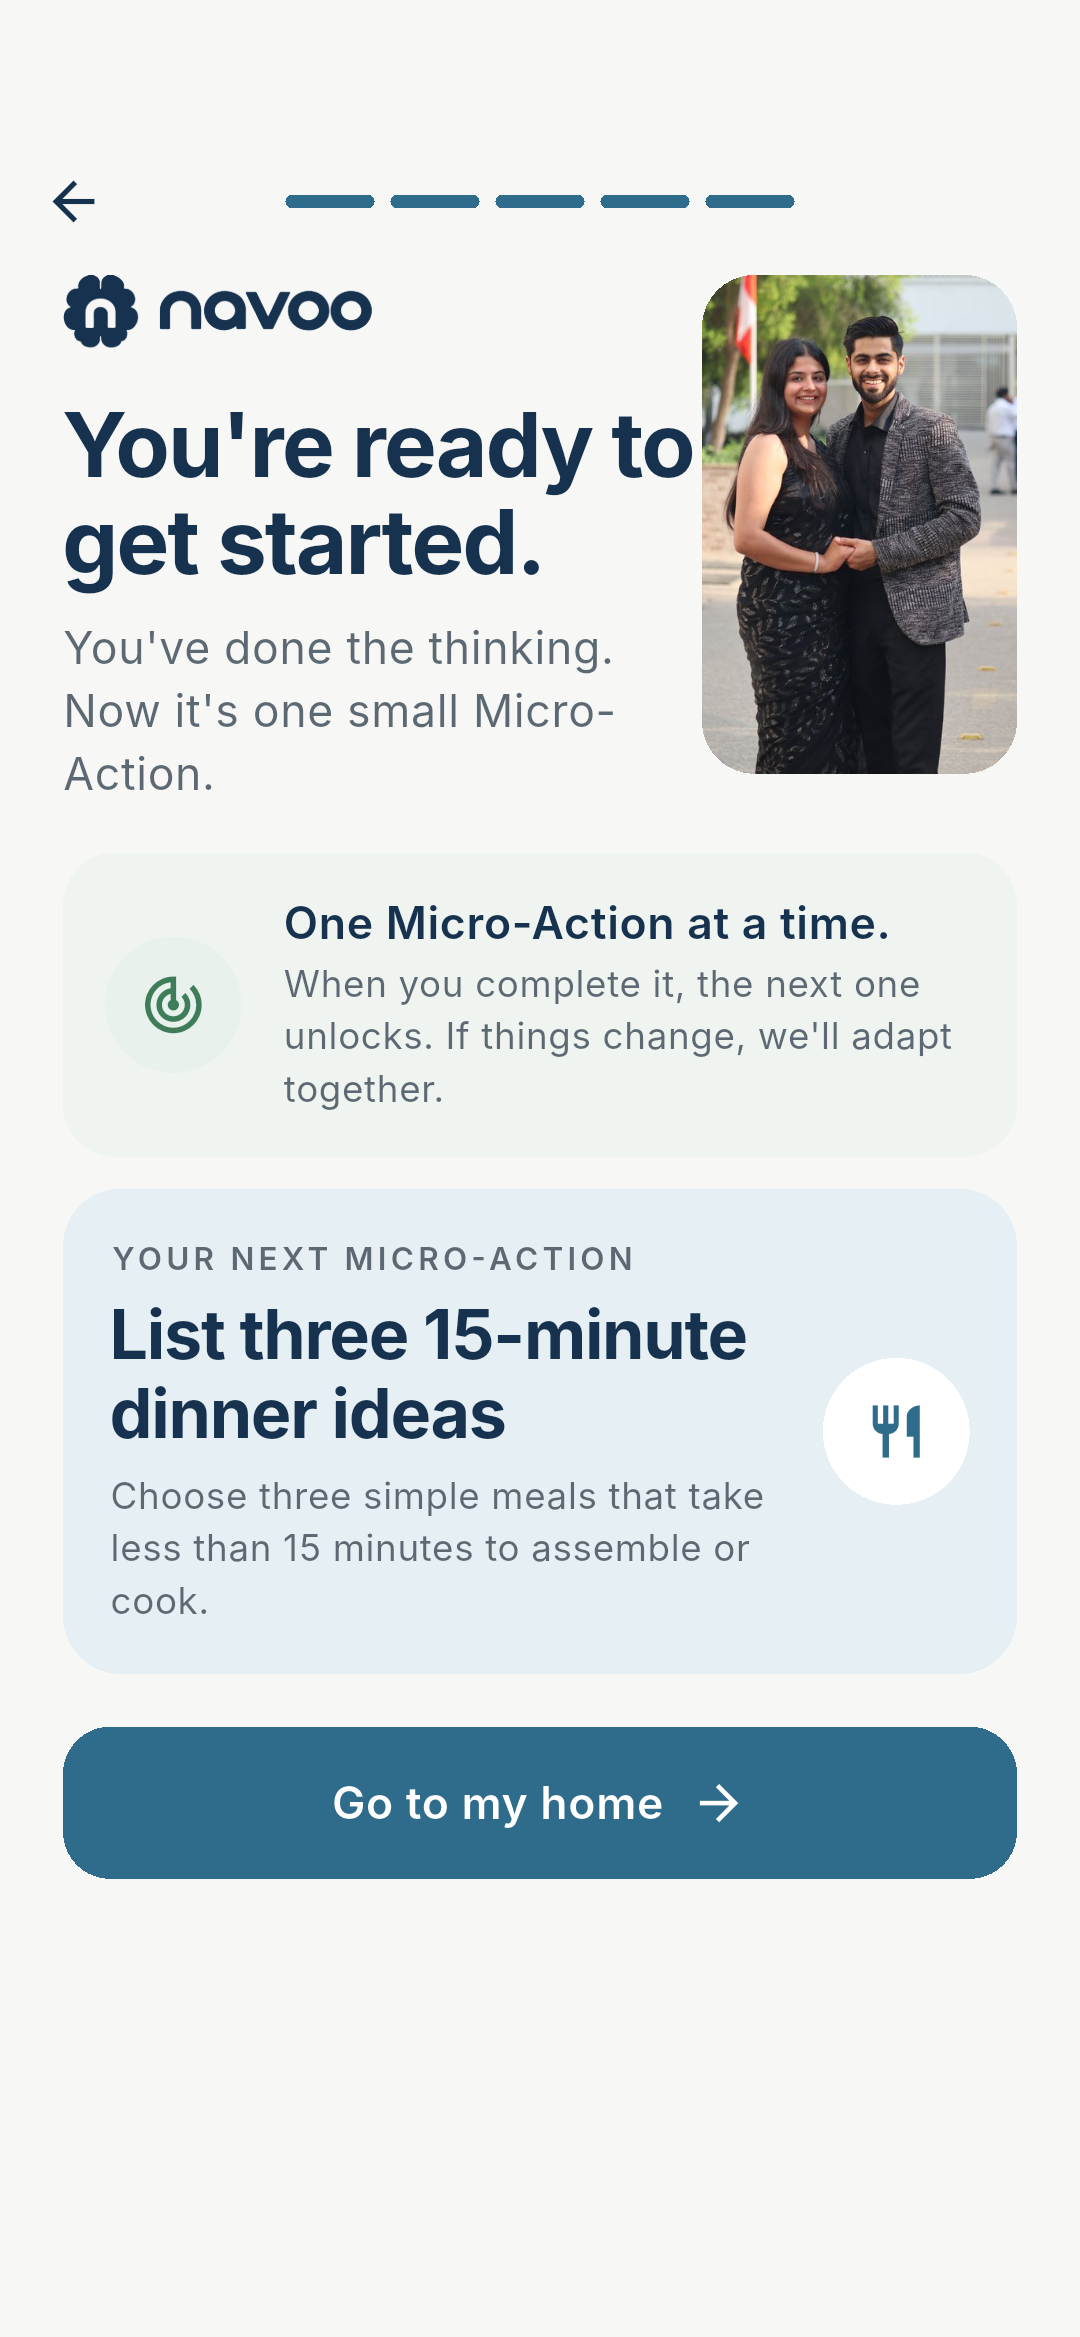 navoo
You're ready to
get started.
You've done the thinking.
Now it's one small Micro-
Action.
One Micro-Action at a time.
When you complete it, the next one
unlocks. If things change, we'll adapt
together.
YOUR NEXT MICRO-ACTION
List three 15-minute
dinner ideas
Choose three simple meals that take
less than 15 minutes to assemble or
cook.
Go to my home